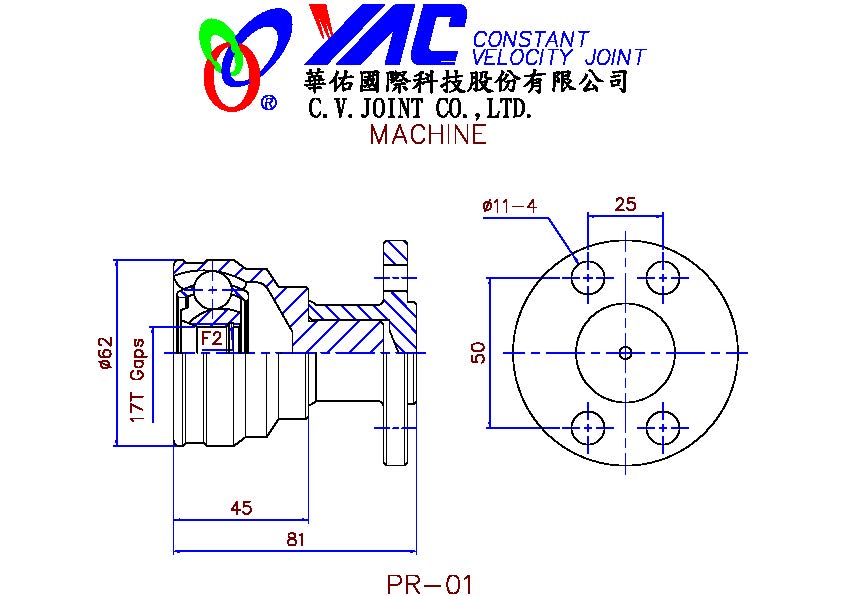 YAC CONSTANT
VELOCITY JOINT
華佑國際科技股份有限公司
®
C.V.JOINT CO.,LTD.
MACHINE
ø11-4
25
F2
ø62
17T Gaps
50
45
81
PR-01